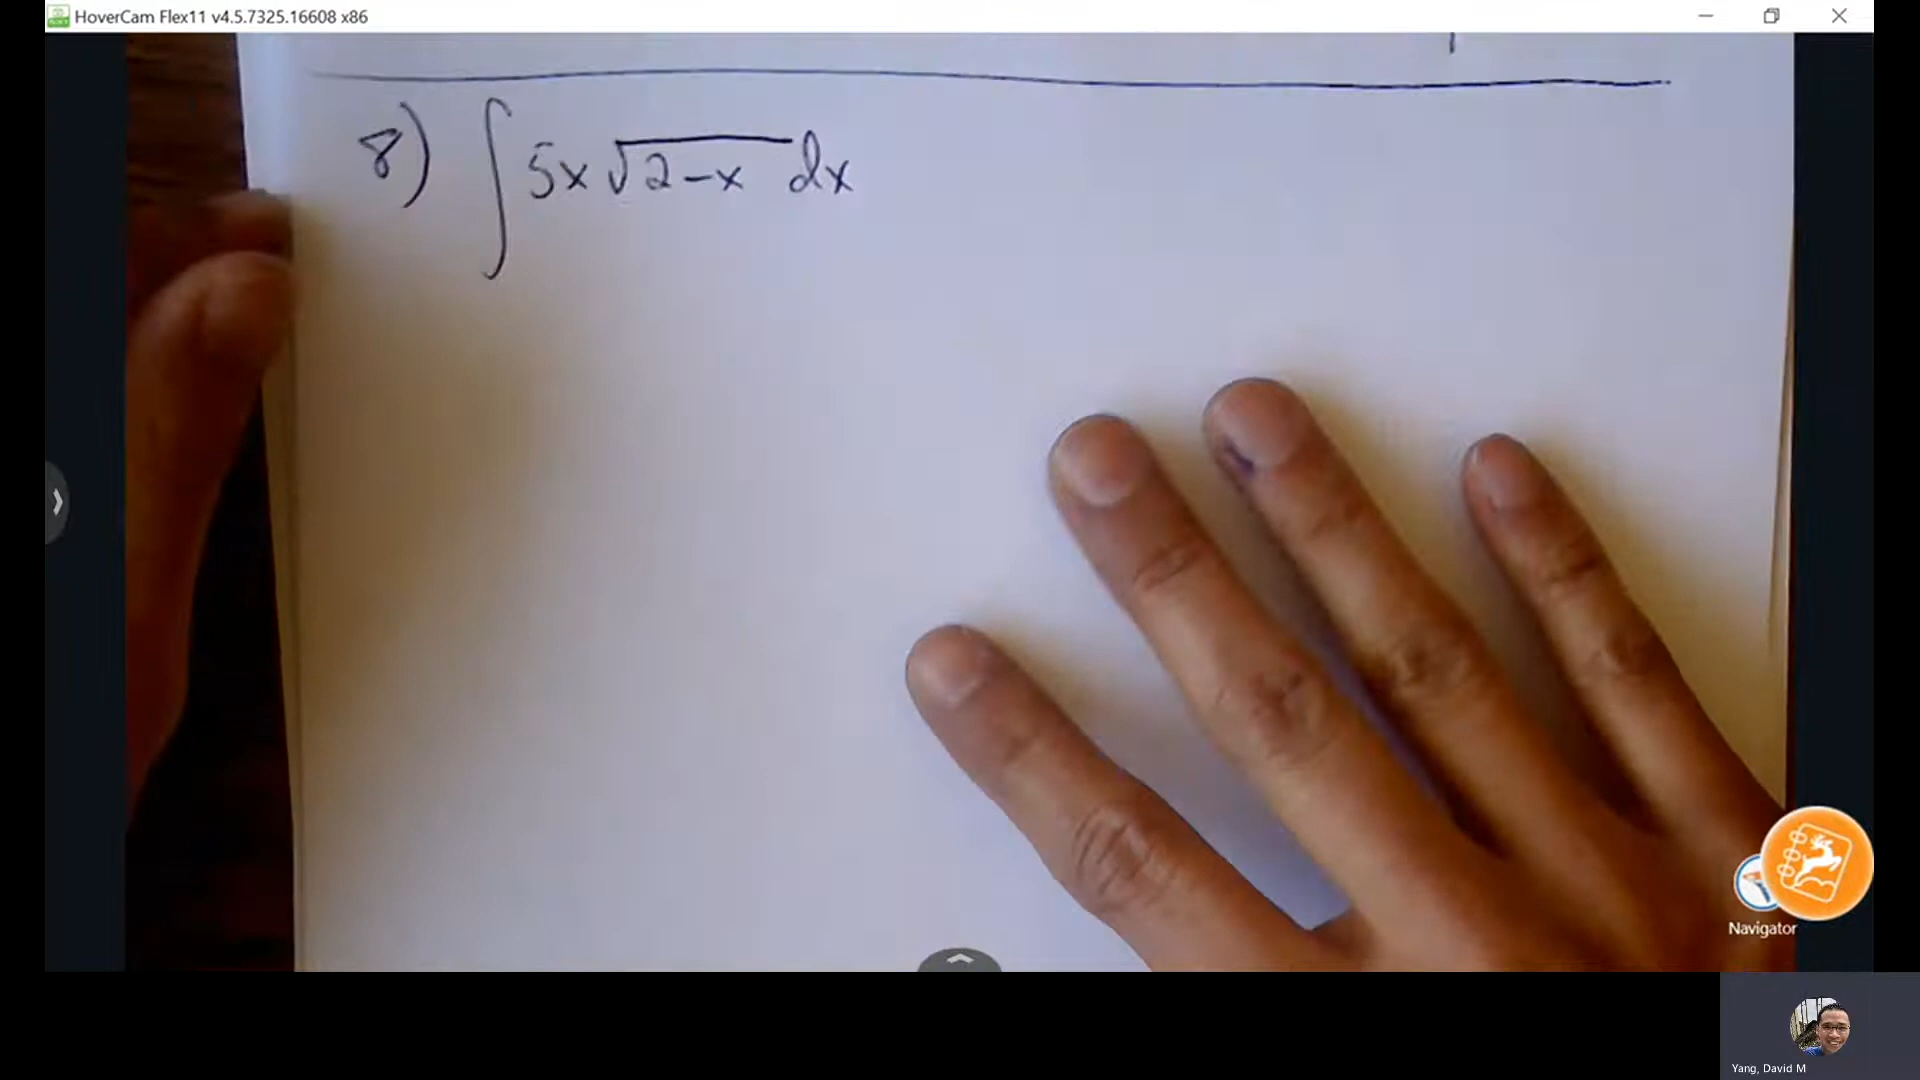 HoverCam Flex11 v4.5.7325.16608 x86
8) ∫ 5x √(2-x) dx
Navigator
Yang, David M